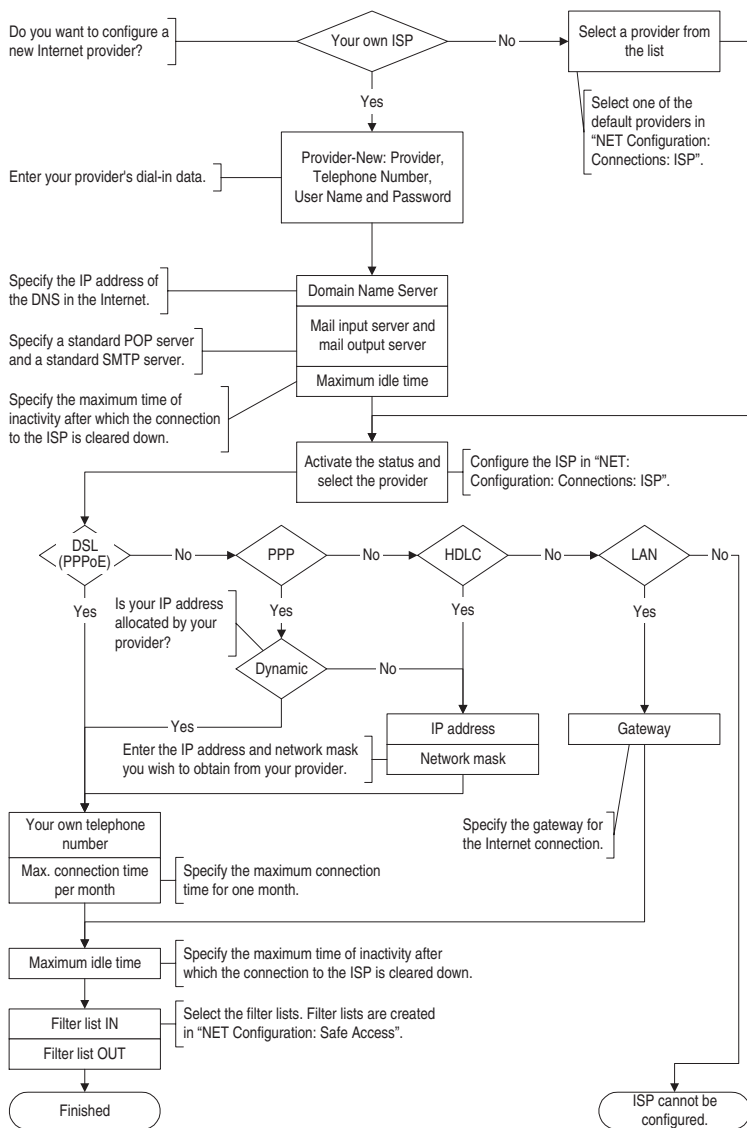 Do you want to configure a
new Internet provider?
Your own ISP
No
Select a provider from
the list
Yes
Select one of the
default providers in
“NET Configuration:
Connections: ISP”.
Enter your provider's dial-in data.
Provider-New: Provider,
Telephone Number,
User Name and Password
Specify the IP address of
the DNS in the Internet.
Domain Name Server
Specify a standard POP server
and a standard SMTP server.
Mail input server and
mail output server
Specify the maximum time of
inactivity after which the connection
to the ISP is cleared down.
Maximum idle time
Activate the status and
select the provider
Configure the ISP in “NET:
Configuration: Connections: ISP”.
DSL
(PPPoE)
No
PPP
No
HDLC
No
LAN
No
Yes
Yes
Yes
Yes
Is your IP address
allocated by your
provider?
Dynamic
No
Yes
IP address
Network mask
Enter the IP address and network mask
you wish to obtain from your provider.
Gateway
Specify the gateway for
the Internet connection.
Your own telephone
number
Max. connection time
per month
Specify the maximum connection
time for one month.
Maximum idle time
Specify the maximum time of inactivity after
which the connection to the ISP is cleared down.
Filter list IN
Filter list OUT
Select the filter lists. Filter lists are created
in “NET Configuration: Safe Access”.
Finished
ISP cannot be
configured.